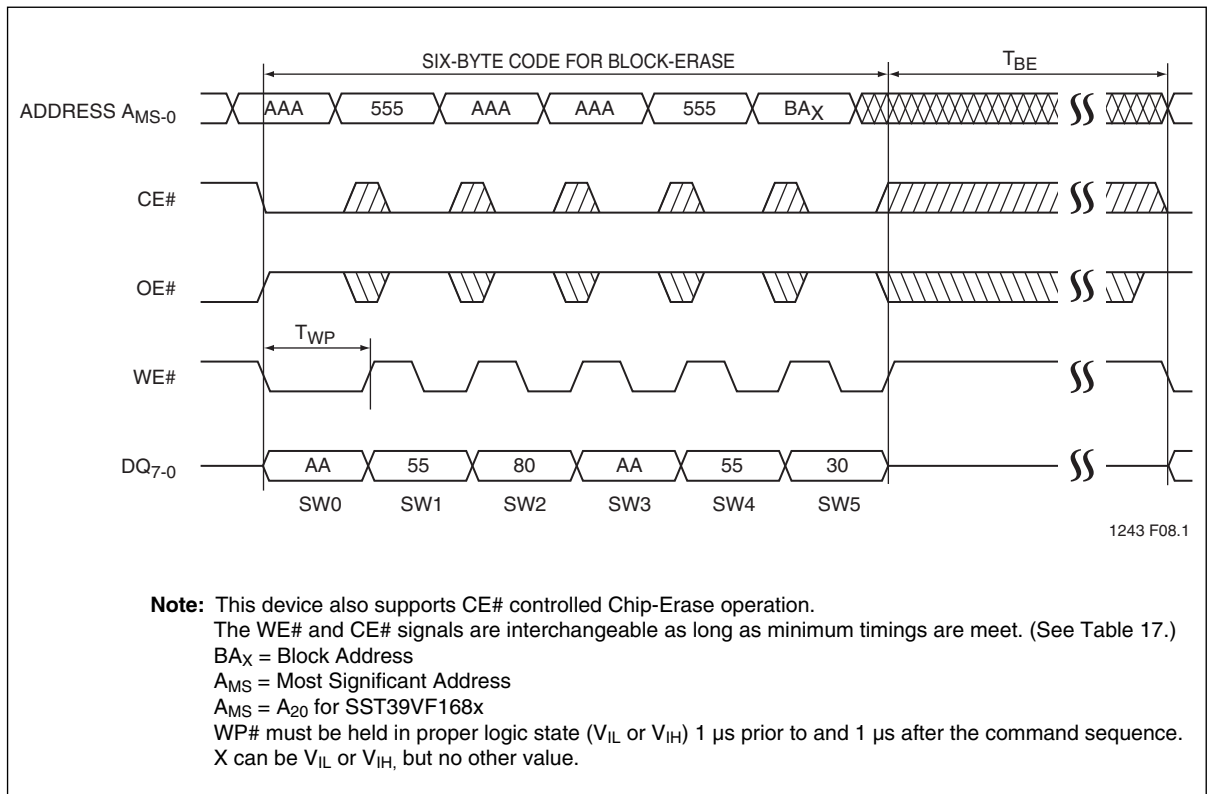 SIX-BYTE CODE FOR BLOCK-ERASE
TBE
ADDRESS AMS-0
AAA 555 AAA AAA 555 BAX
CE#
OE#
TWP
WE#
DQ7-0
AA 55 80 AA 55 30
SW0 SW1 SW2 SW3 SW4 SW5
1243 F08.1
Note: This device also supports CE# controlled Chip-Erase operation.
The WE# and CE# signals are interchangeable as long as minimum timings are meet. (See Table 17.)
BAX = Block Address
AMS = Most Significant Address
AMS = A20 for SST39VF168x
WP# must be held in proper logic state (VIL or VIH) 1 µs prior to and 1 µs after the command sequence.
X can be VIL or VIH, but no other value.